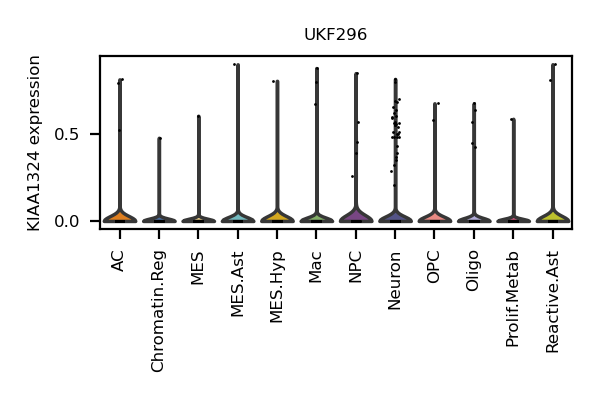 UKF296
KIAA1324 expression
0.5
0.0
AC
Chromatin.Reg
MES
MES.Ast
MES.Hyp
Mac
NPC
Neuron
OPC
Oligo
Prolif.Metab
Reactive.Ast